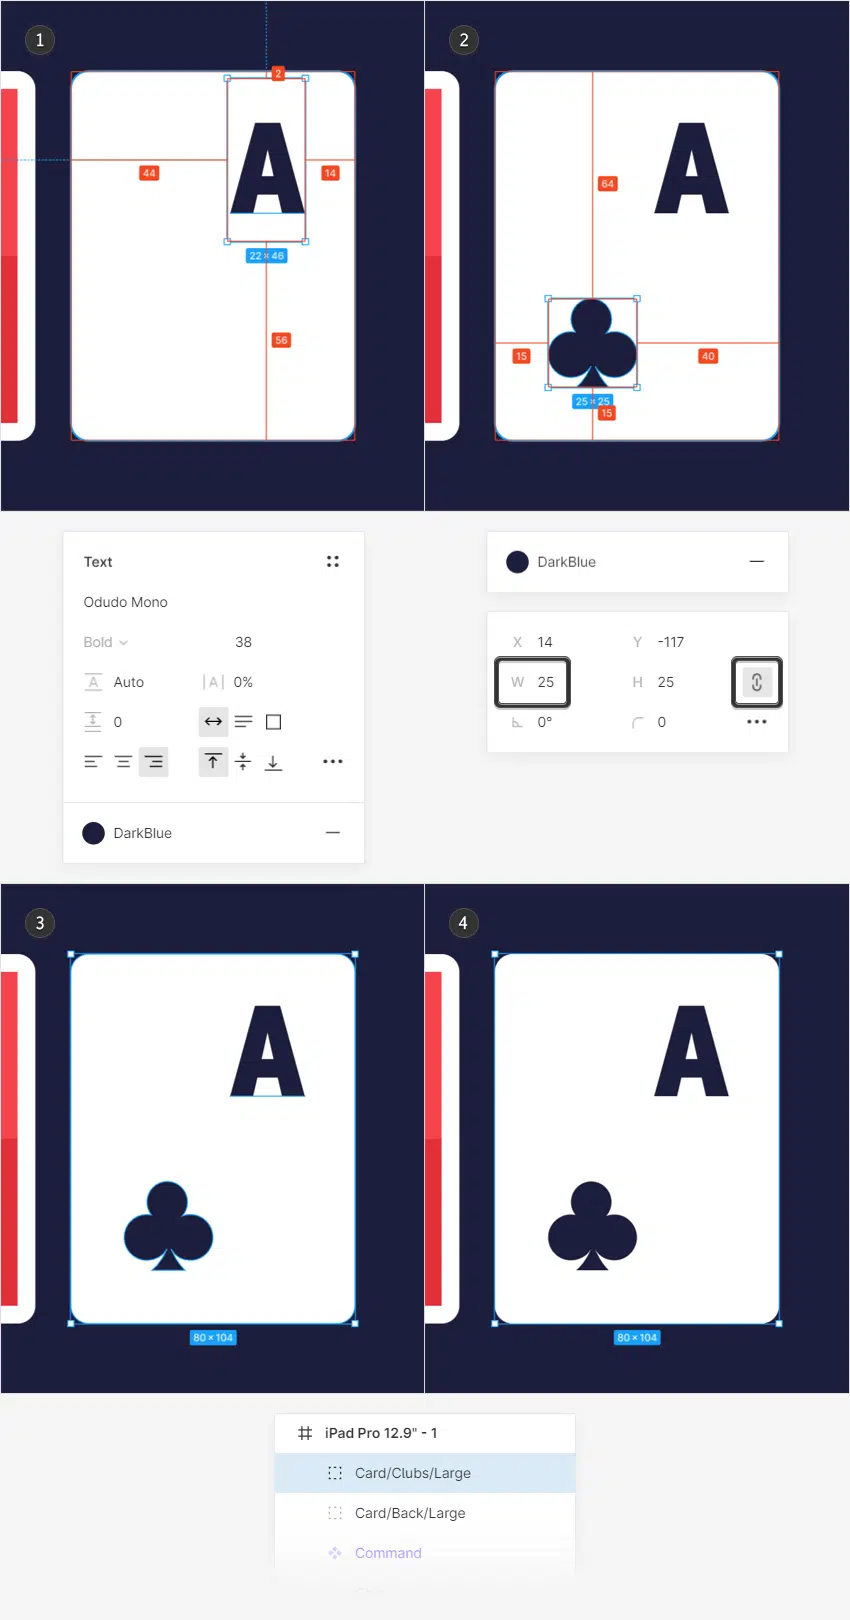 1
2
A
44
14
22 × 46
56
2
A
64
15
40
25 × 25
15
Text
Odudo Mono
Bold
38
A
Auto
|A|
0%
0
DarkBlue
DarkBlue
X 14
Y -117
W 25
H 25
0°
0
3
A
80 × 104
4
A
80 × 104
iPad Pro 12.9" - 1
Card/Clubs/Large
Card/Back/Large
Command